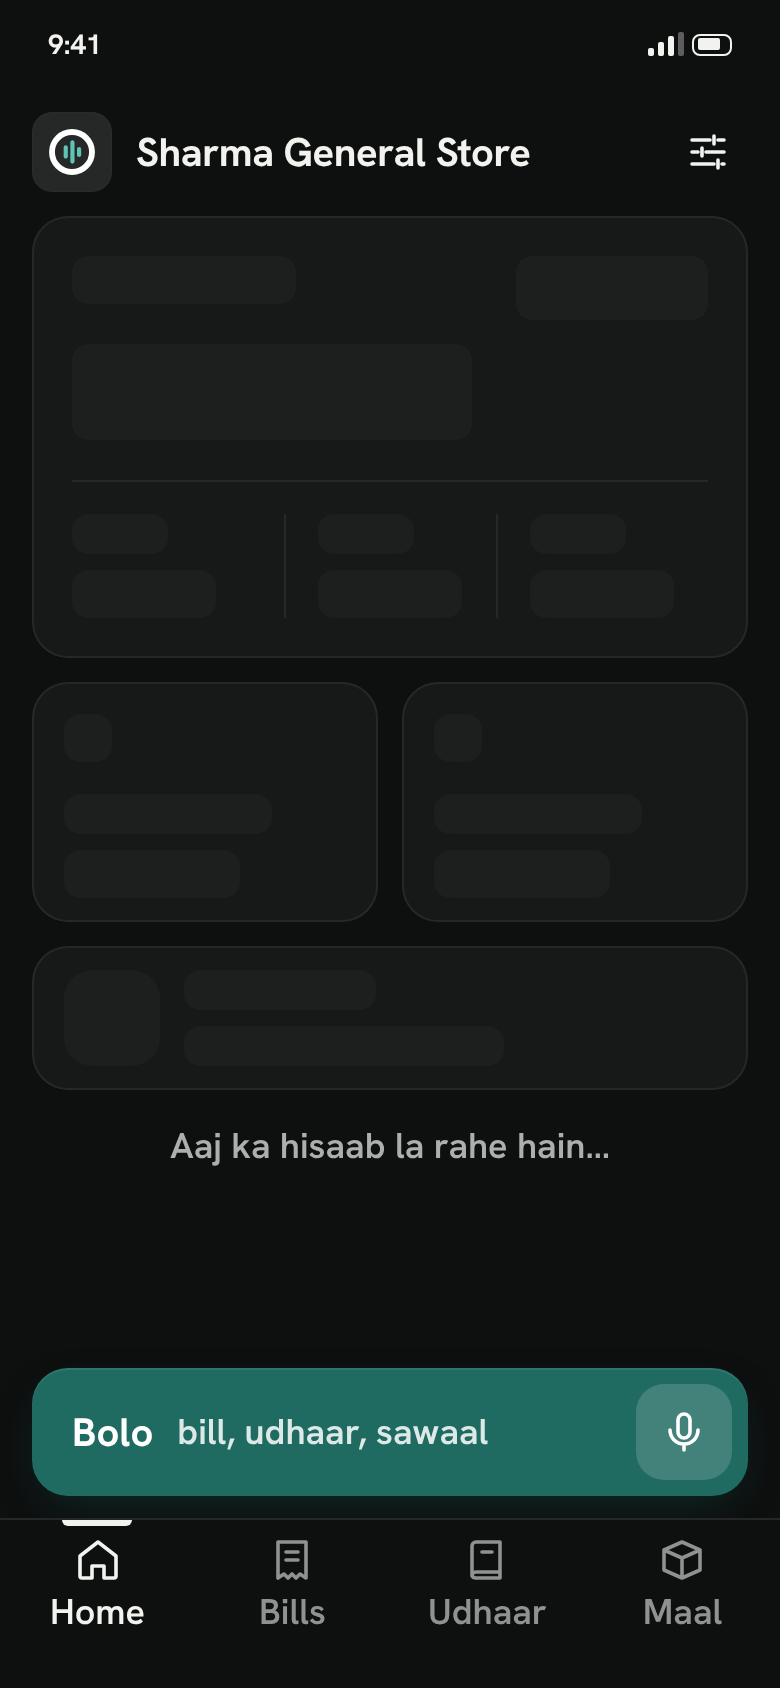 9:41
Sharma General Store
Aaj ka hisaab la rahe hain...
Bolo bill, udhaar, sawaal
Home Bills Udhaar Maal